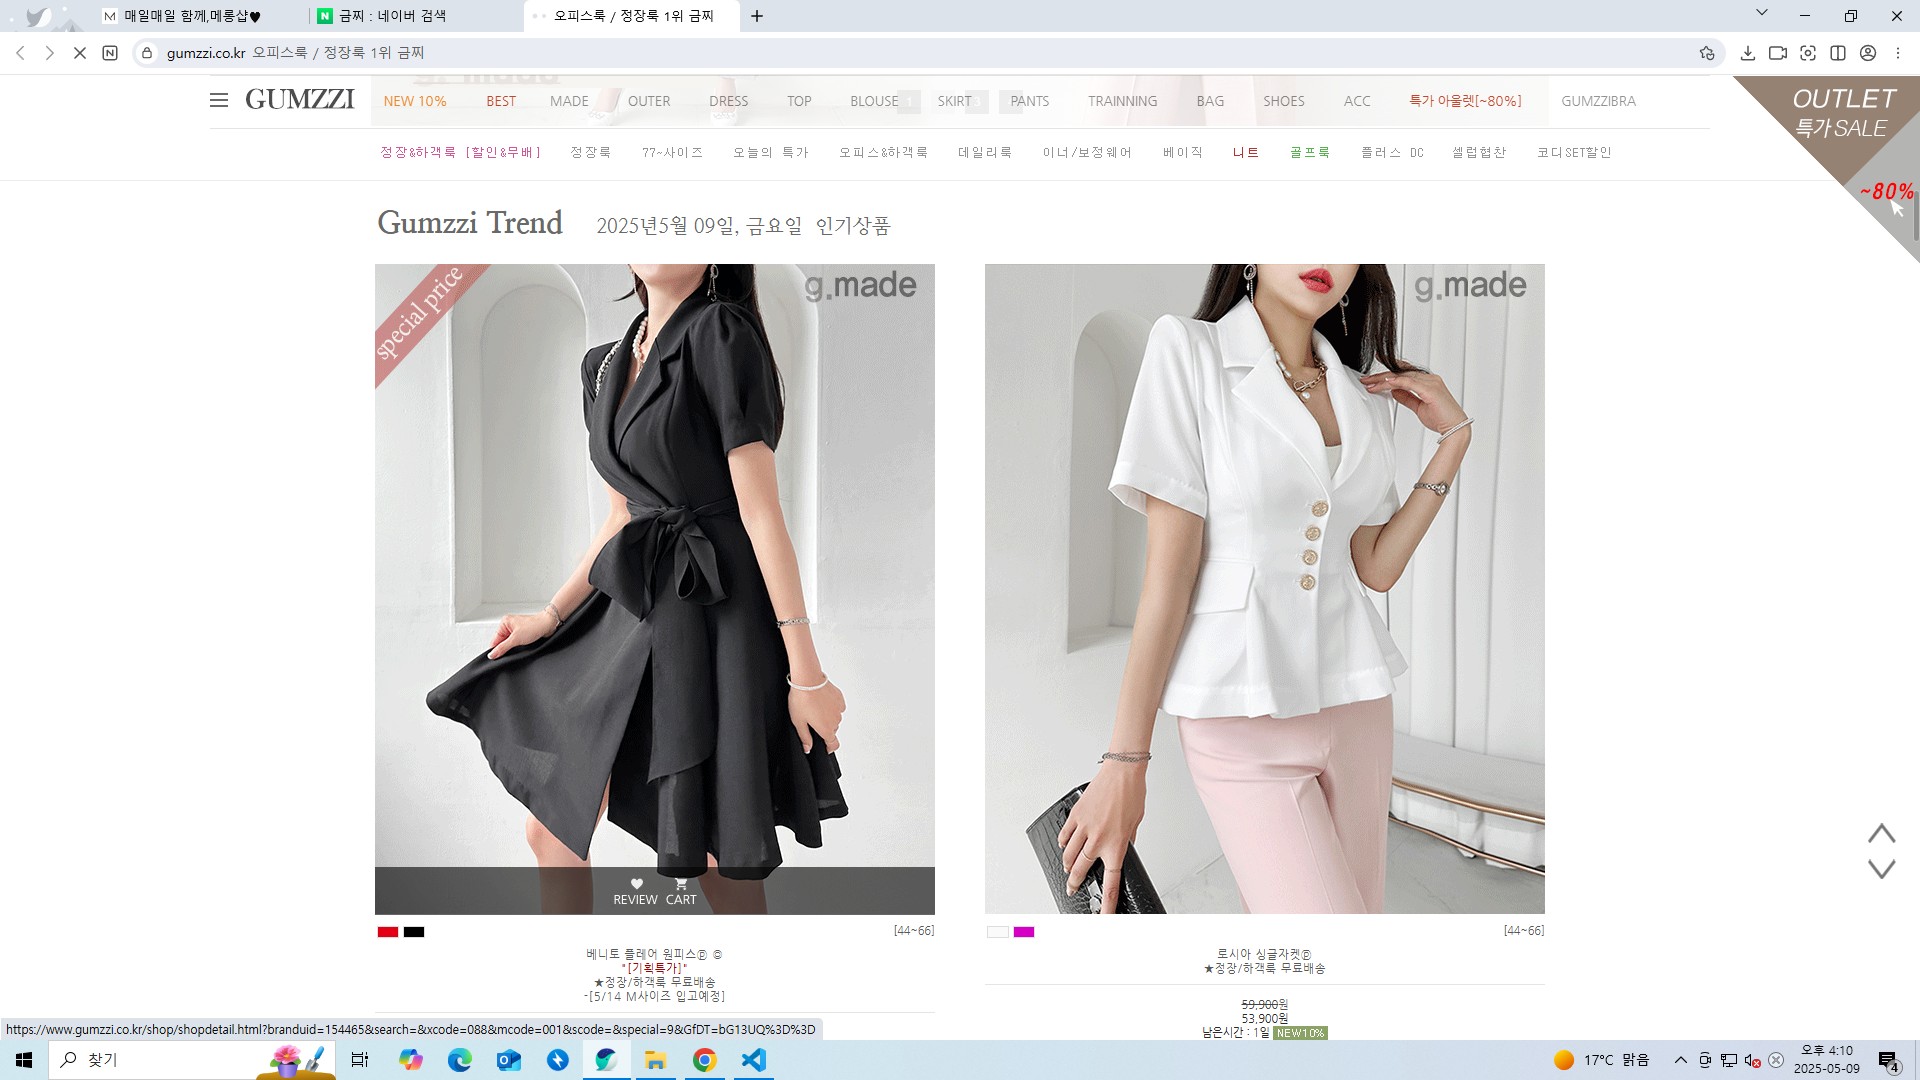 매일매일 함께,메롱샵♥
금찌 : 네이버 검색
오피스룩 / 정장룩 1위 금찌
gumzzi.co.kr 오피스룩 / 정장룩 1위 금찌
GUMZZI
NEW 10% BEST MADE OUTER DRESS TOP BLOUSE SKIRT PANTS TRAINNING BAG SHOES ACC 특가 아울렛[~80%] GUMZZIBRA
정장&하객룩 [할인&무배] 정장룩 77~사이즈 오늘의 특가 오피스&하객룩 데일리룩 이너/보정웨어 베이직 니트 골프룩 플러스 DC 셀럽협찬 코디SET할인
OUTLET
특가 SALE
~80%
Gumzzi Trend 2025년5월 09일, 금요일 인기상품
special price
g.made
g.made
REVIEW CART
[44~66]
[44~66]
베니토 플레어 원피스ⓟ ⓒ
"[기획특가]"
★정장/하객룩 무료배송
-[5/14 M사이즈 입고예정]
로시아 싱글자켓ⓟ
★정장/하객룩 무료배송
59,900원
53,900원
남은시간 : 1일 NEW10%
https://www.gumzzi.co.kr/shop/shopdetail.html?branduid=154465&search=&xcode=088&mcode=001&scode=&special=9&GfDT=bG13UQ%3D%3D
찾기
17°C 맑음
오후 4:10
2025-05-09
4